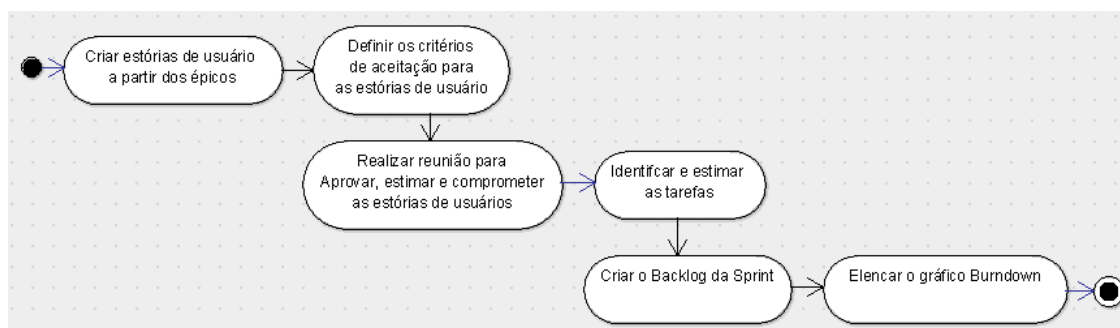 Criar estórias de usuário
a partir dos épicos
Definir os critérios
de aceitação para
as estórias de usuário
Realizar reunião para
Aprovar, estimar e comprometer
as estórias de usuários
Identifcar e estimar
as tarefas
Criar o Backlog da Sprint
Elencar o gráfico Burndown